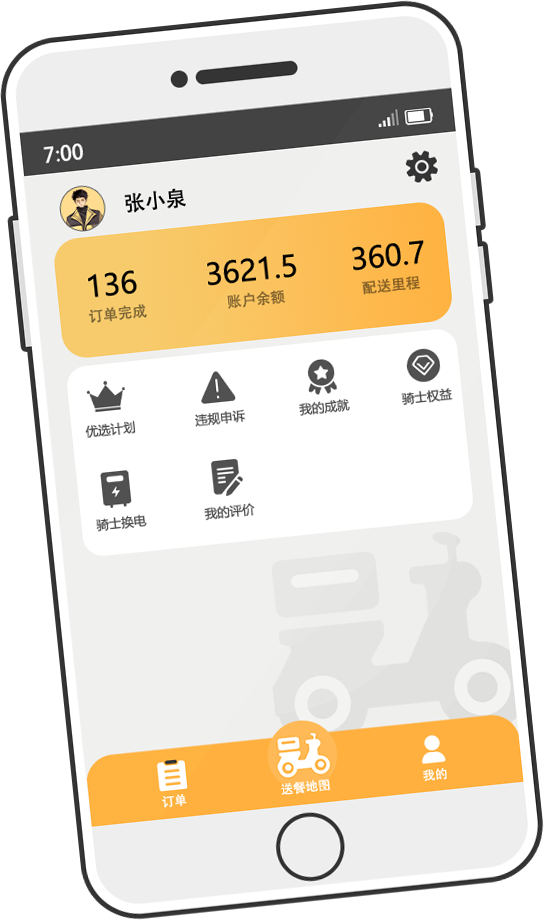 7:00
张小泉
136 3621.5 360.7
订单完成 账户余额 配送里程
优选计划 违规申诉 我的成就 骑士权益
骑士换电 我的评价
订单 送餐地图 我的